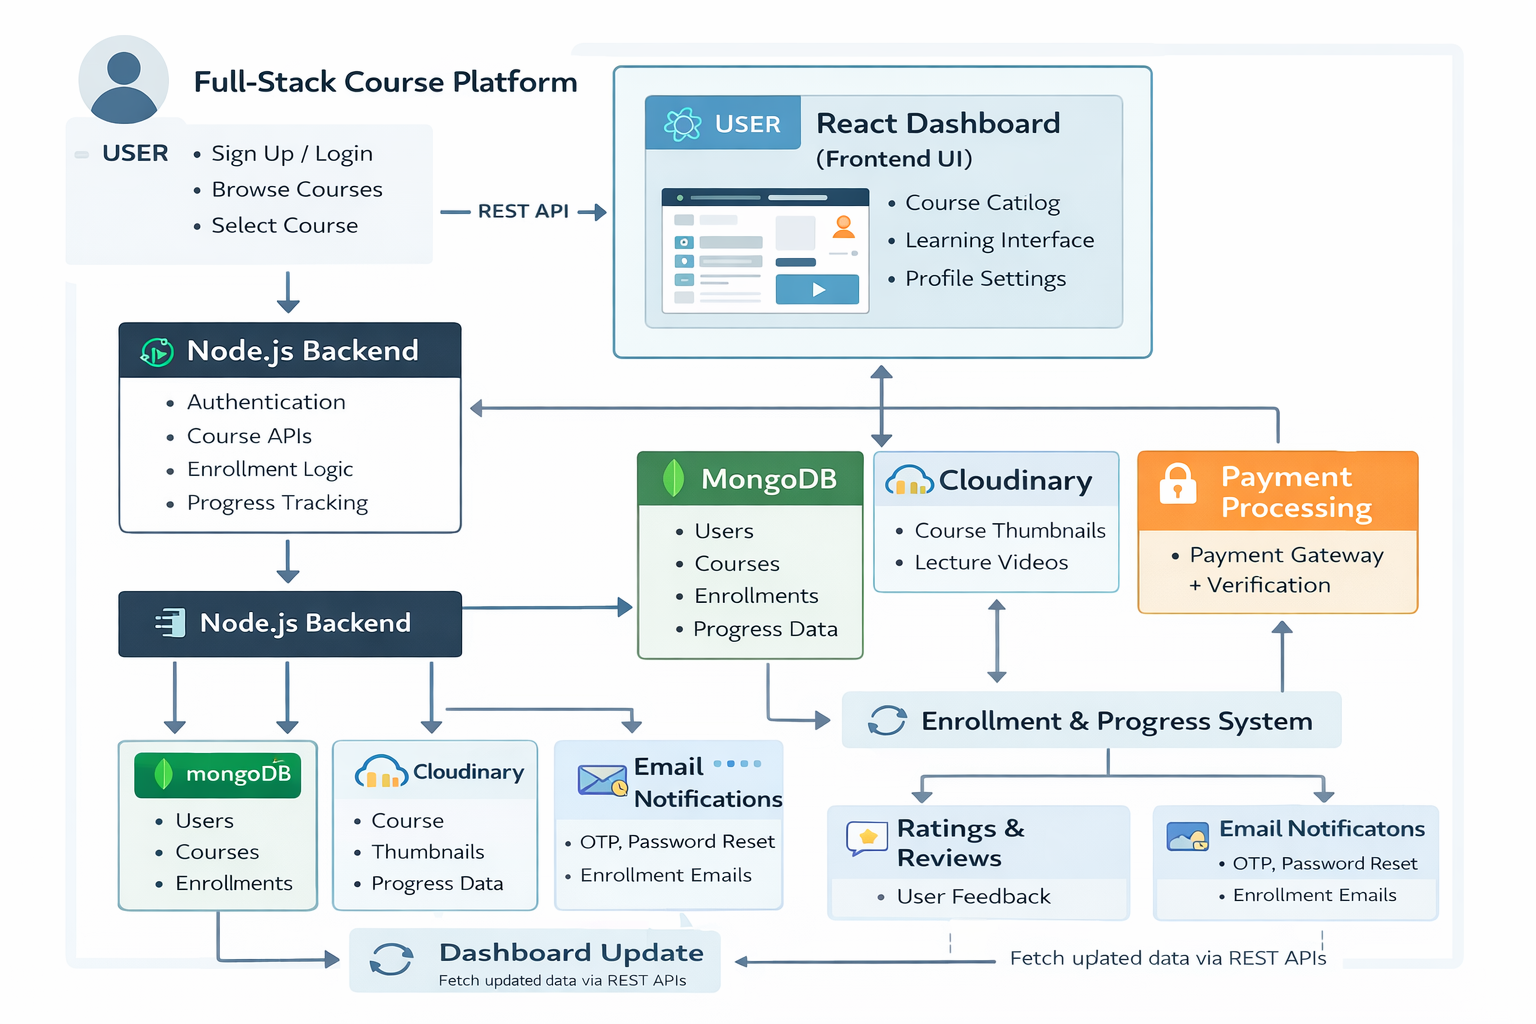 Full-Stack Course Platform
USER
• Sign Up / Login
• Browse Courses
• Select Course
REST API
USER
React Dashboard
(Frontend UI)
• Course Catilog
• Learning Interface
• Profile Settings
Node.js Backend
• Authentication
• Course APIs
• Enrollment Logic
• Progress Tracking
MongoDB
• Users
• Courses
• Enrollments
• Progress Data
Cloudinary
• Course Thumbnails
• Lecture Videos
Payment
Processing
• Payment Gateway
+ Verification
Node.js Backend
Enrollment & Progress System
mongoDB
• Users
• Courses
• Enrollments
Cloudinary
• Course
• Thumbnails
• Progress Data
Email
Notifications
• OTP, Password Reset
• Enrollment Emails
Ratings &
Reviews
• User Feedback
Email Notificatons
• OTP, Password Reset
• Enrollment Emails
Dashboard Update
Fetch updated data via REST APIs
Fetch updated data via REST APIs